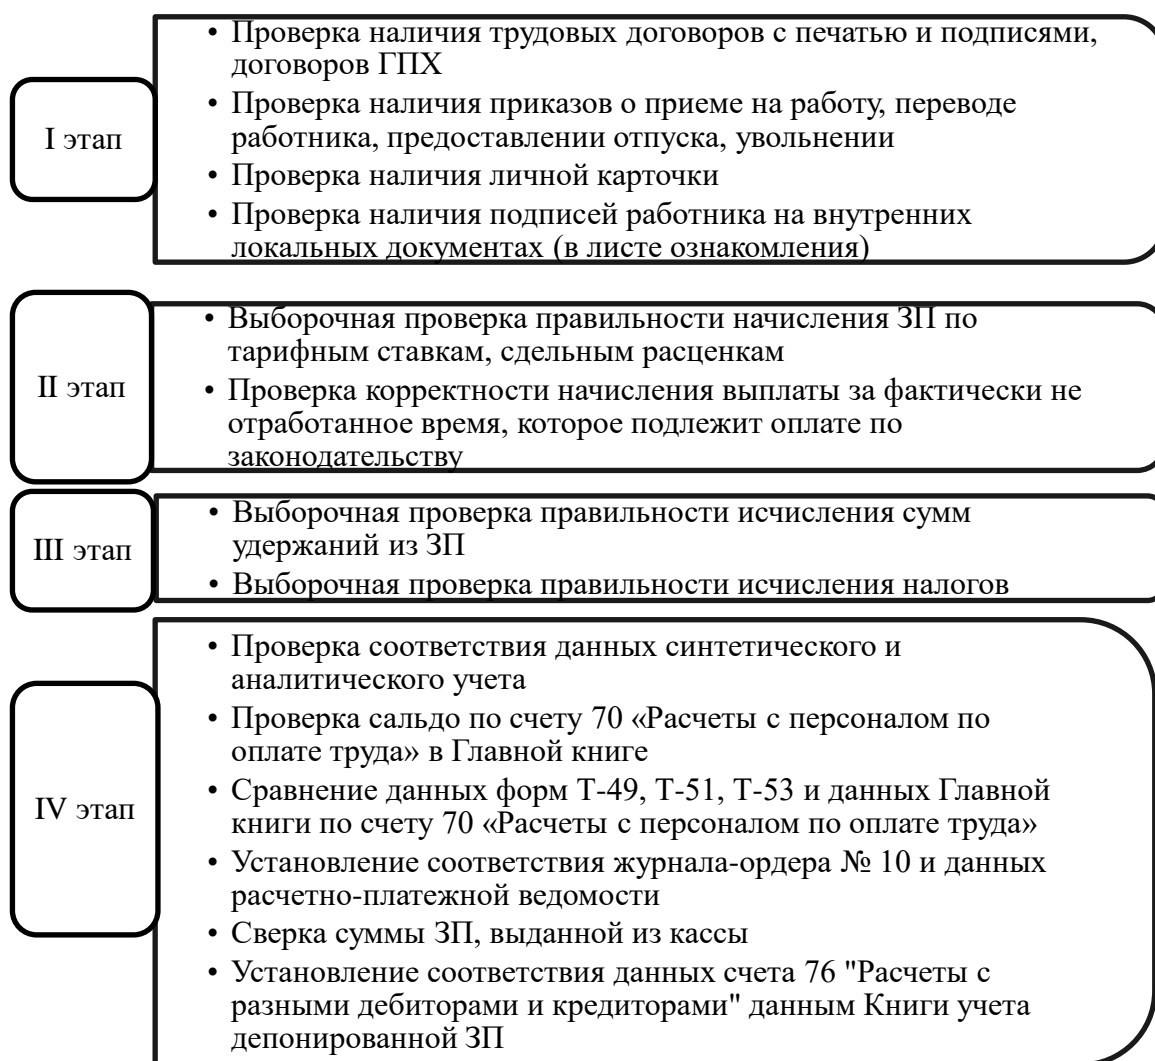 I этап
• Проверка наличия трудовых договоров с печатью и подписями,
договоров ГПХ
• Проверка наличия приказов о приеме на работу, переводе
работника, предоставлении отпуска, увольнении
• Проверка наличия личной карточки
• Проверка наличия подписей работника на внутренних
локальных документах (в листе ознакомления)
II этап
• Выборочная проверка правильности начисления ЗП по
тарифным ставкам, сдельным расценкам
• Проверка корректности начисления выплаты за фактически не
отработанное время, которое подлежит оплате по
законодательству
III этап
• Выборочная проверка правильности исчисления сумм
удержаний из ЗП
• Выборочная проверка правильности исчисления налогов
IV этап
• Проверка соответствия данных синтетического и
аналитического учета
• Проверка сальдо по счету 70 «Расчеты с персоналом по
оплате труда» в Главной книге
• Сравнение данных форм Т-49, Т-51, Т-53 и данных Главной
книги по счету 70 «Расчеты с персоналом по оплате труда»
• Установление соответствия журнала-ордера № 10 и данных
расчетно-платежной ведомости
• Сверка суммы ЗП, выданной из кассы
• Установление соответствия данных счета 76 "Расчеты с
разными дебиторами и кредиторами" данным Книги учета
депонированной ЗП